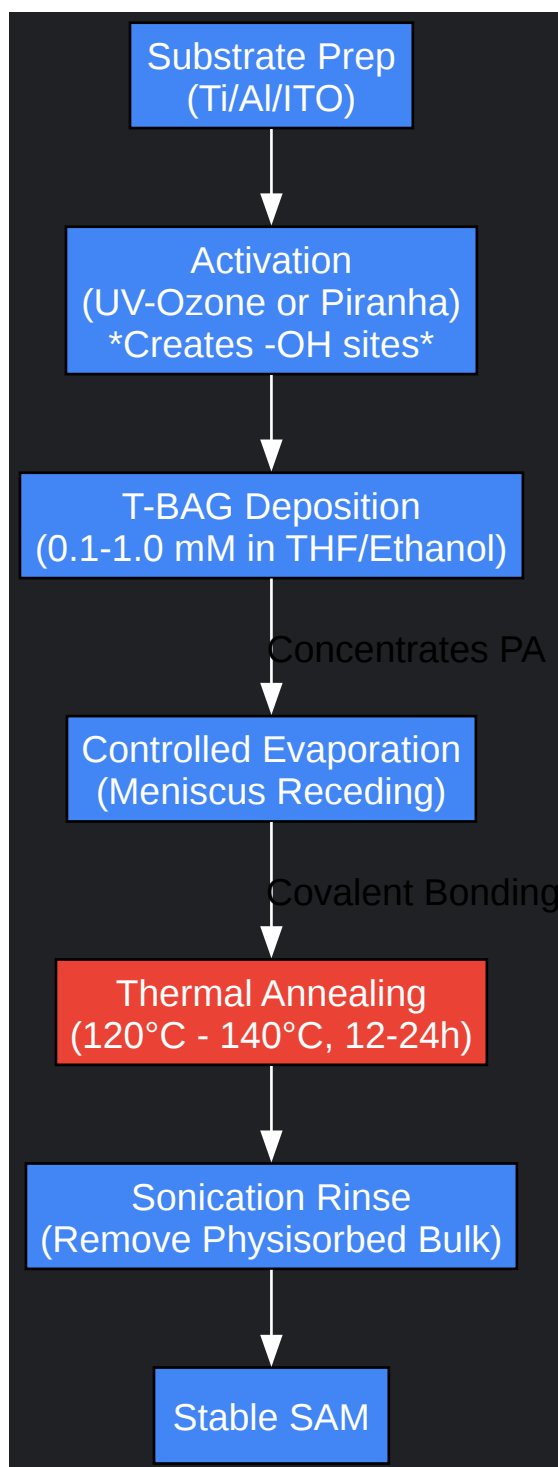 Substrate Prep
(Ti/Al/ITO)
Activation
(UV-Ozone or Piranha)
*Creates -OH sites*
T-BAG Deposition
(0.1-1.0 mM in THF/Ethanol)
Concentrates PA
Controlled Evaporation
(Meniscus Receding)
Covalent Bonding
Thermal Annealing
(120°C - 140°C, 12-24h)
Sonication Rinse
(Remove Physisorbed Bulk)
Stable SAM